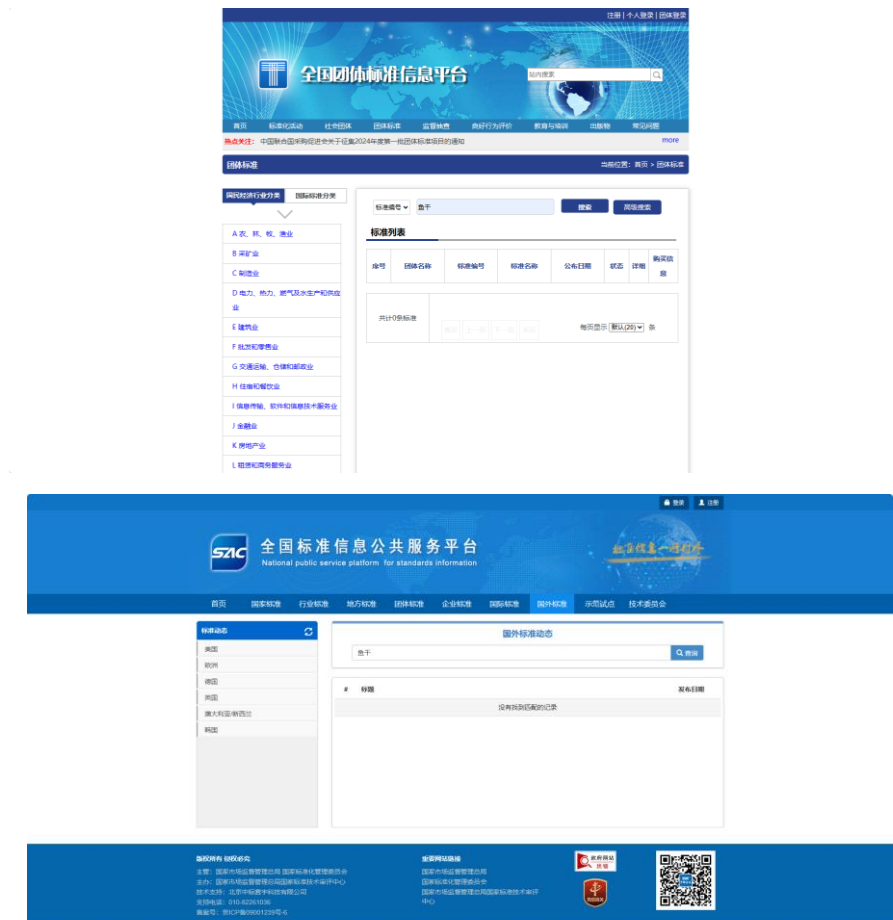 注册 | 个人登录 | 团体登录
全国团体标准信息平台
站内搜索
首页 标准化活动 社会团体 团体标准 监督抽查 良好行为评价 教育与培训 出版物 常见问题
热点关注: 中国联合国采购促进会关于征集2024年度第一批团体标准项目的通知 more
团体标准 当前位置: 首页 > 团体标准
国民经济行业分类 国际标准分类
标准编号 鱼干 搜索 高级搜索
标准列表
序号 团体名称 标准编号 标准名称 公布日期 状态 详细 购买信息
共计0条标准
首页 上一页 下一页 末页
每页显示 默认(20) 条
A 农、林、牧、渔业
B 采矿业
C 制造业
D 电力、热力、燃气及水生产和供应
业
E 建筑业
F 批发和零售业
G 交通运输、仓储和邮政业
H 住宿和餐饮业
I 信息传输、软件和信息技术服务业
J 金融业
K 房地产业
L 租赁和商务服务业
登录 注册
SAC
全国标准信息公共服务平台
National public service platform for standards information
首页 国家标准 行业标准 地方标准 团体标准 企业标准 国际标准 国外标准 示范试点 技术委员会
标准动态
美国
欧洲
德国
英国
澳大利亚/新西兰
韩国
国外标准动态
鱼干 查询
# 标题 发布日期
没有找到匹配的记录
版权所有 侵权必究
主管：国家市场监督管理总局 国家标准化管理委员会
主办：国家市场监督管理总局国家标准技术审评中心
技术支持：北京中标赛宇科技有限公司
支持电话：010-82261036
备案号：京ICP备09001239号-6
重要网站链接
国家市场监督管理总局
国家标准化管理委员会
国家市场监督管理总局国家标准技术审评
中心
政府网站
找错